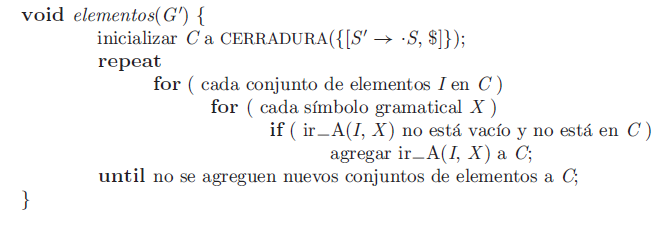 void elementos(G′) {
inicializar C a CERRADURA({[S′ → ·S, $]});
repeat
for ( cada conjunto de elementos I en C )
for ( cada símbolo gramatical X )
if ( ir_A(I, X) no está vacío y no está en C )
agregar ir_A(I, X) a C;
until no se agreguen nuevos conjuntos de elementos a C;
}